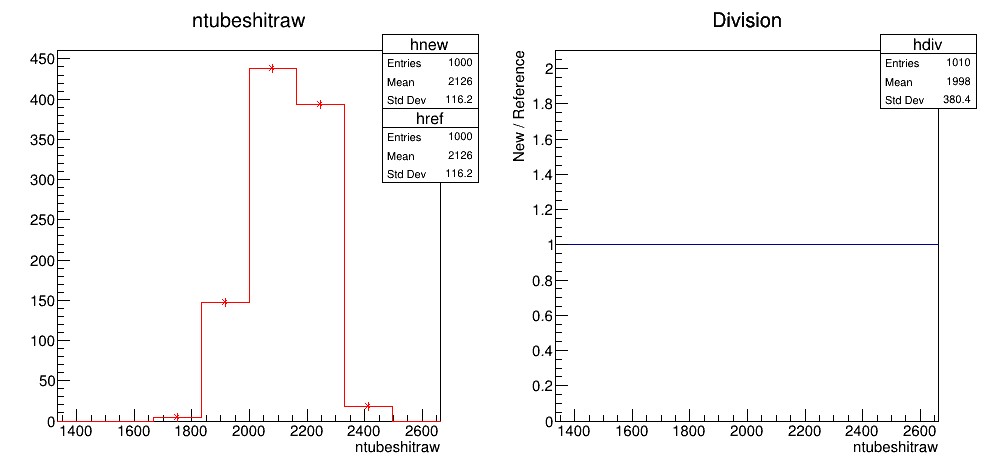 ntubeshitraw
hnew
Entries 1000
Mean 2126
Std Dev 116.2
href
Entries 1000
Mean 2126
Std Dev 116.2
450
400
350
300
250
200
150
100
50
0
1400 1600 1800 2000 2200 2400 2600
ntubeshitraw
Division
hdiv
Entries 1010
Mean 1998
Std Dev 380.4
New / Reference
2
1.8
1.6
1.4
1.2
1
0.8
0.6
0.4
0.2
0
1400 1600 1800 2000 2200 2400 2600
ntubeshitraw